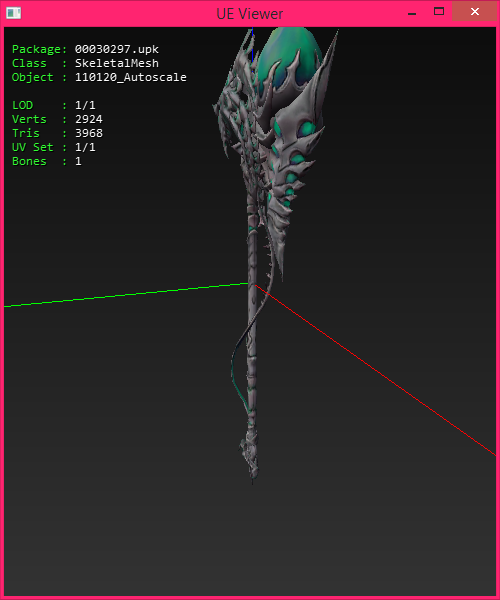 UE Viewer
Package: 00030297.upk
Class : SkeletalMesh
Object : 110120_Autoscale
LOD : 1/1
Verts : 2924
Tris : 3968
UV Set : 1/1
Bones : 1